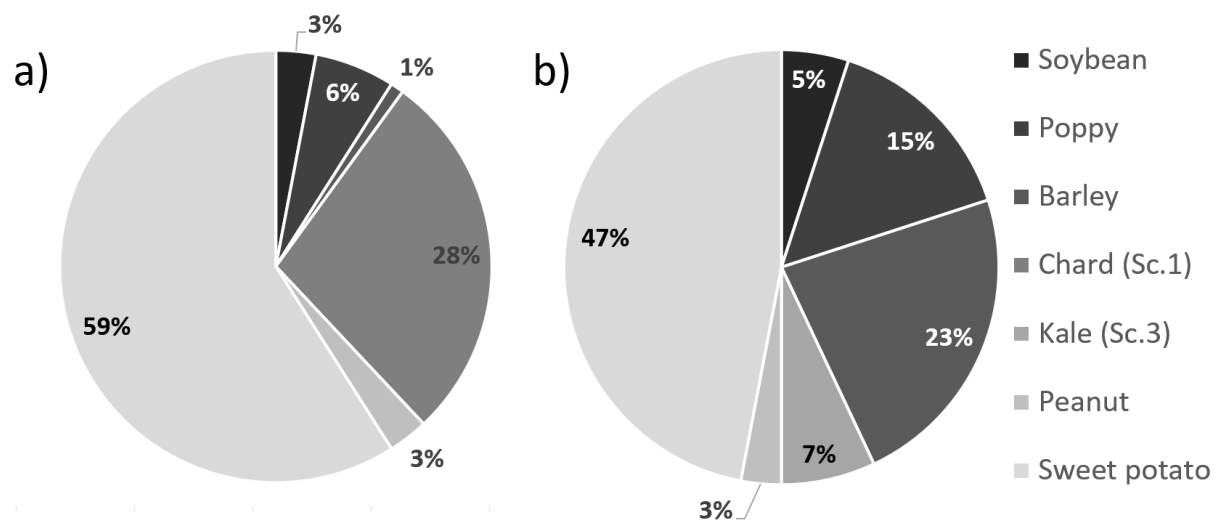 a)
3%
6%
1%
28%
3%
59%
b)
5%
15%
23%
7%
3%
47%
Soybean
Poppy
Barley
Chard (Sc.1)
Kale (Sc.3)
Peanut
Sweet potato